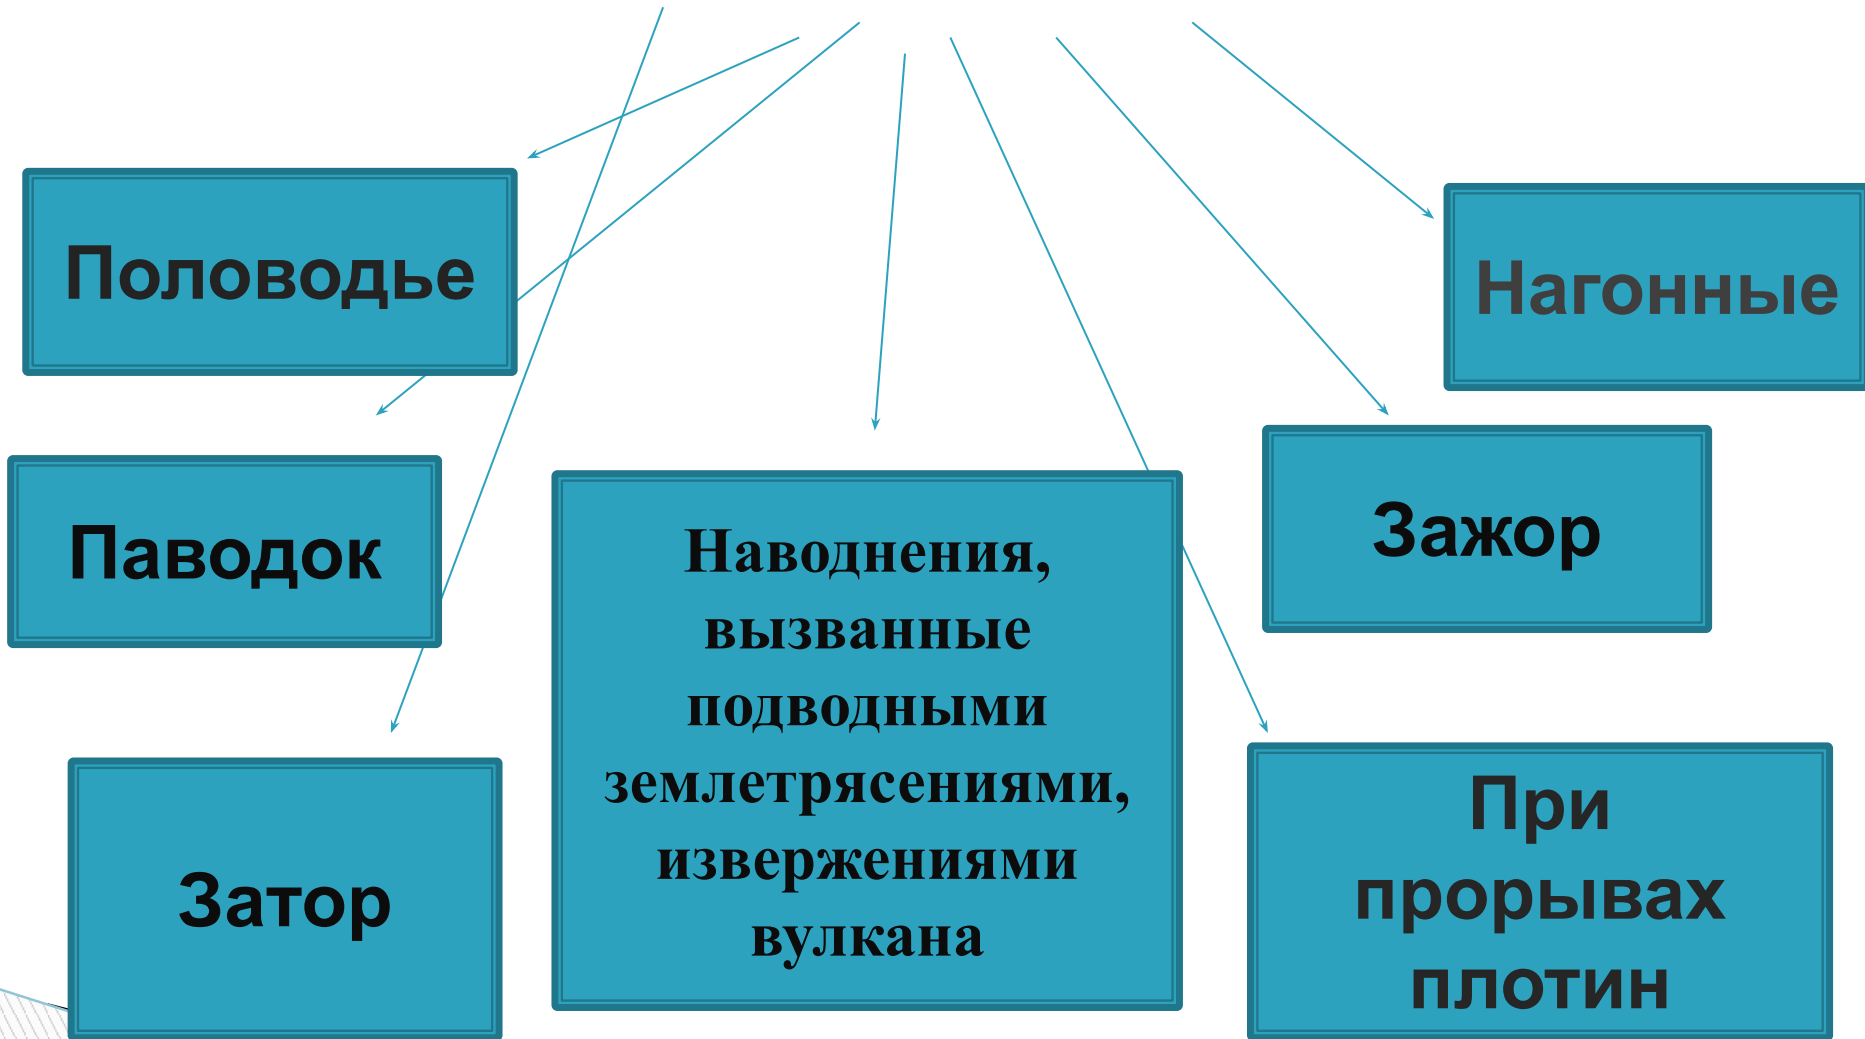 Половодье
Нагонные
Паводок
Наводнения,
вызванные
подводными
землетрясениями,
извержениями
вулкана
Зажор
Затор
При
прорывах
плотин